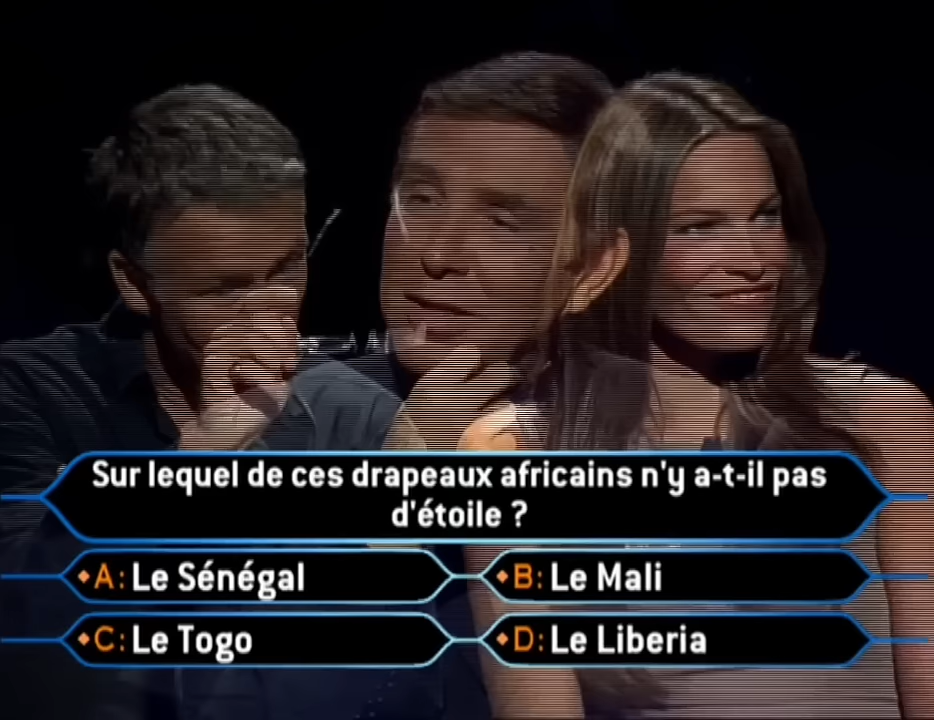 Sur lequel de ces drapeaux africains n'y a-t-il pas
d'étoile ?
A: Le Sénégal
B: Le Mali
C: Le Togo
D: Le Liberia